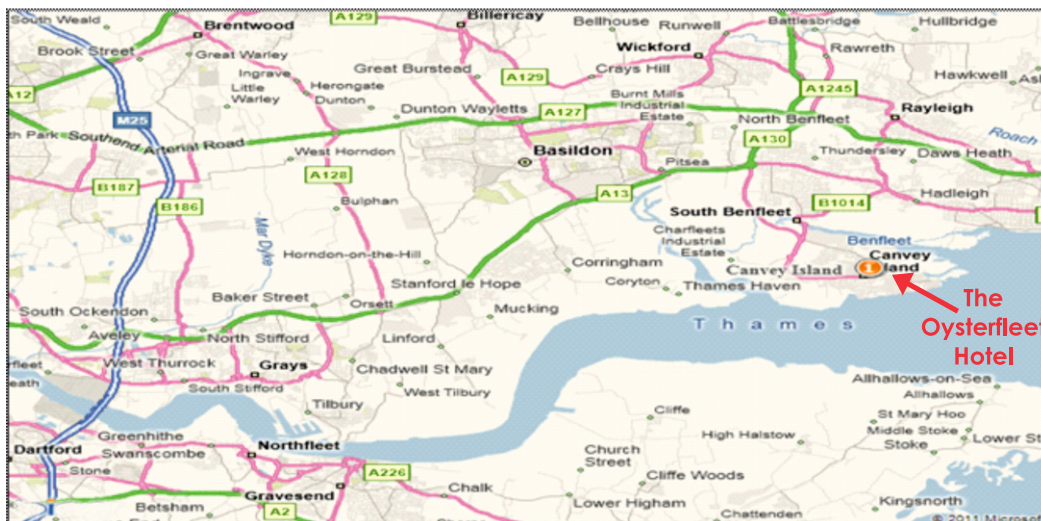 South Weald
Brentwood
A129
Billericay
Bellhouse
Runwell
Battlesbridge
Hullbridge
Brook Street
Great Warley
Wickford
Rawreth
Ingrave
Herongate
Great Burstead
A129
Crays Hill
Hawkwell
A12
Little
Warley
Dunton
Burnt Mills
Industrial
Estate
A1245
M25
Dunton Wayletts
A127
Rayleigh
Southend Arterial Road
North Benfleet
Roach
West Horndon
Basildon
A130
Thundersley
Daws Heath
Pitsea
B187
A128
A13
Hadleigh
B186
Bulphan
South Benfleet
B1014
Mar Dyke
Charfleets
Industrial
Estate
Benfleet
Horndon-on-the-Hill
Corringham
Canvey Island
Canvey
Stanford le Hope
Coryton
Thames Haven
Baker Street
Orsett
Mucking
The
Oysterfleet
Hotel
South Ockendon
Thames
Aveley
North Stifford
Linford
West Thurrock
Grays
Chadwell St Mary
South Stifford
West Tilbury
Allhallows-on-Sea
Allhallows
Tilbury
Cliffe
St Mary Hoo
Greenhithe
Northfleet
High Halstow
Middle Stoke
Stoke
Dartford
Swanscombe
Church
Street
Stone
A226
Cliffe Woods
Gravesend
Chalk
Lower Higham
Kingsnorth
Betsham
A2
Chattenden
© 2011 Microsoft